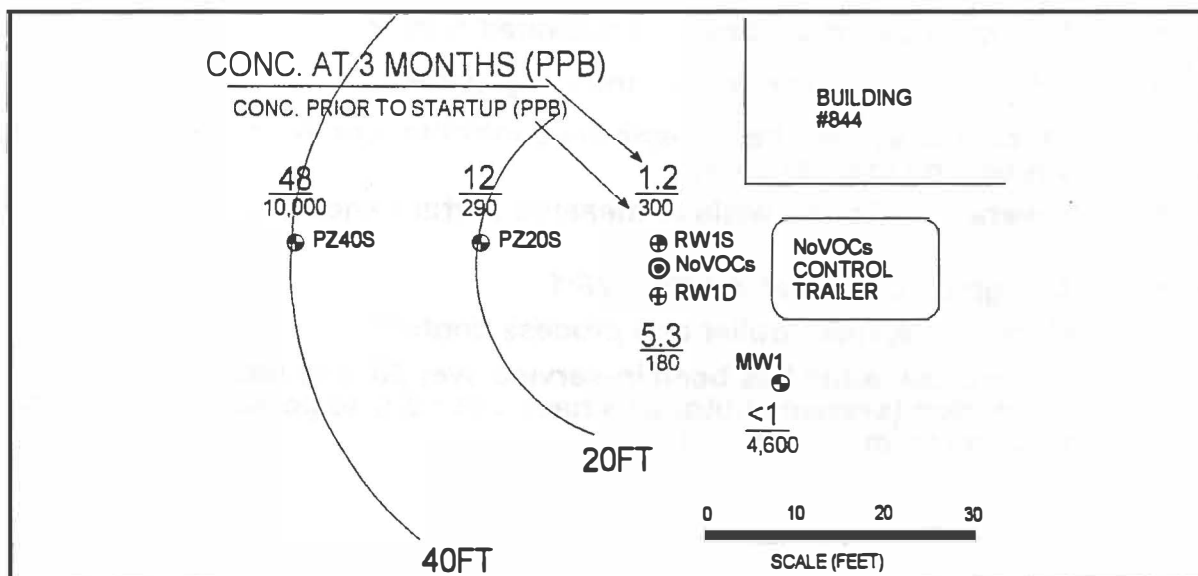 CONC. AT 3 MONTHS (PPB)
CONC. PRIOR TO STARTUP (PPB)
BUILDING
#844
48
10,000
12
290
1.2
300
PZ40S
PZ20S
RW1S
NoVOCs
RW1D
NoVOCs
CONTROL
TRAILER
5.3
180
MW1
<1
4,600
20FT
40FT
0 10 20 30
SCALE (FEET)